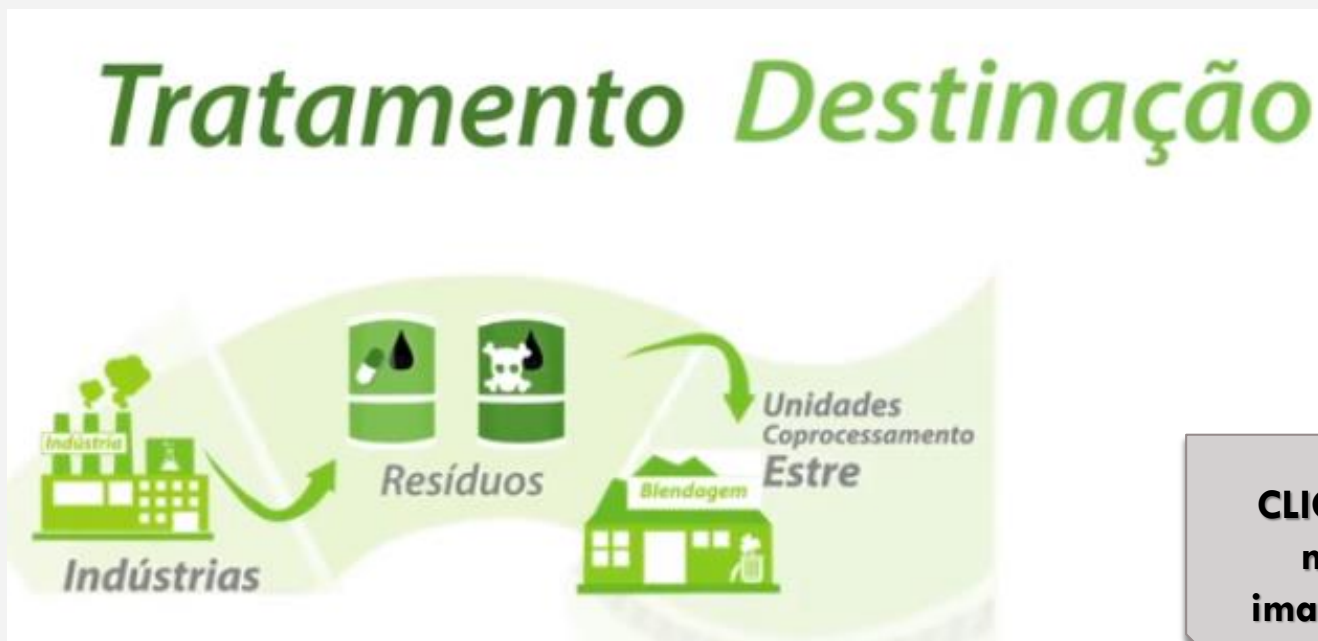 Tratamento Destinação
Indústria
Indústrias
Resíduos
Blendagem
Unidades
Coprocessamento
Estre